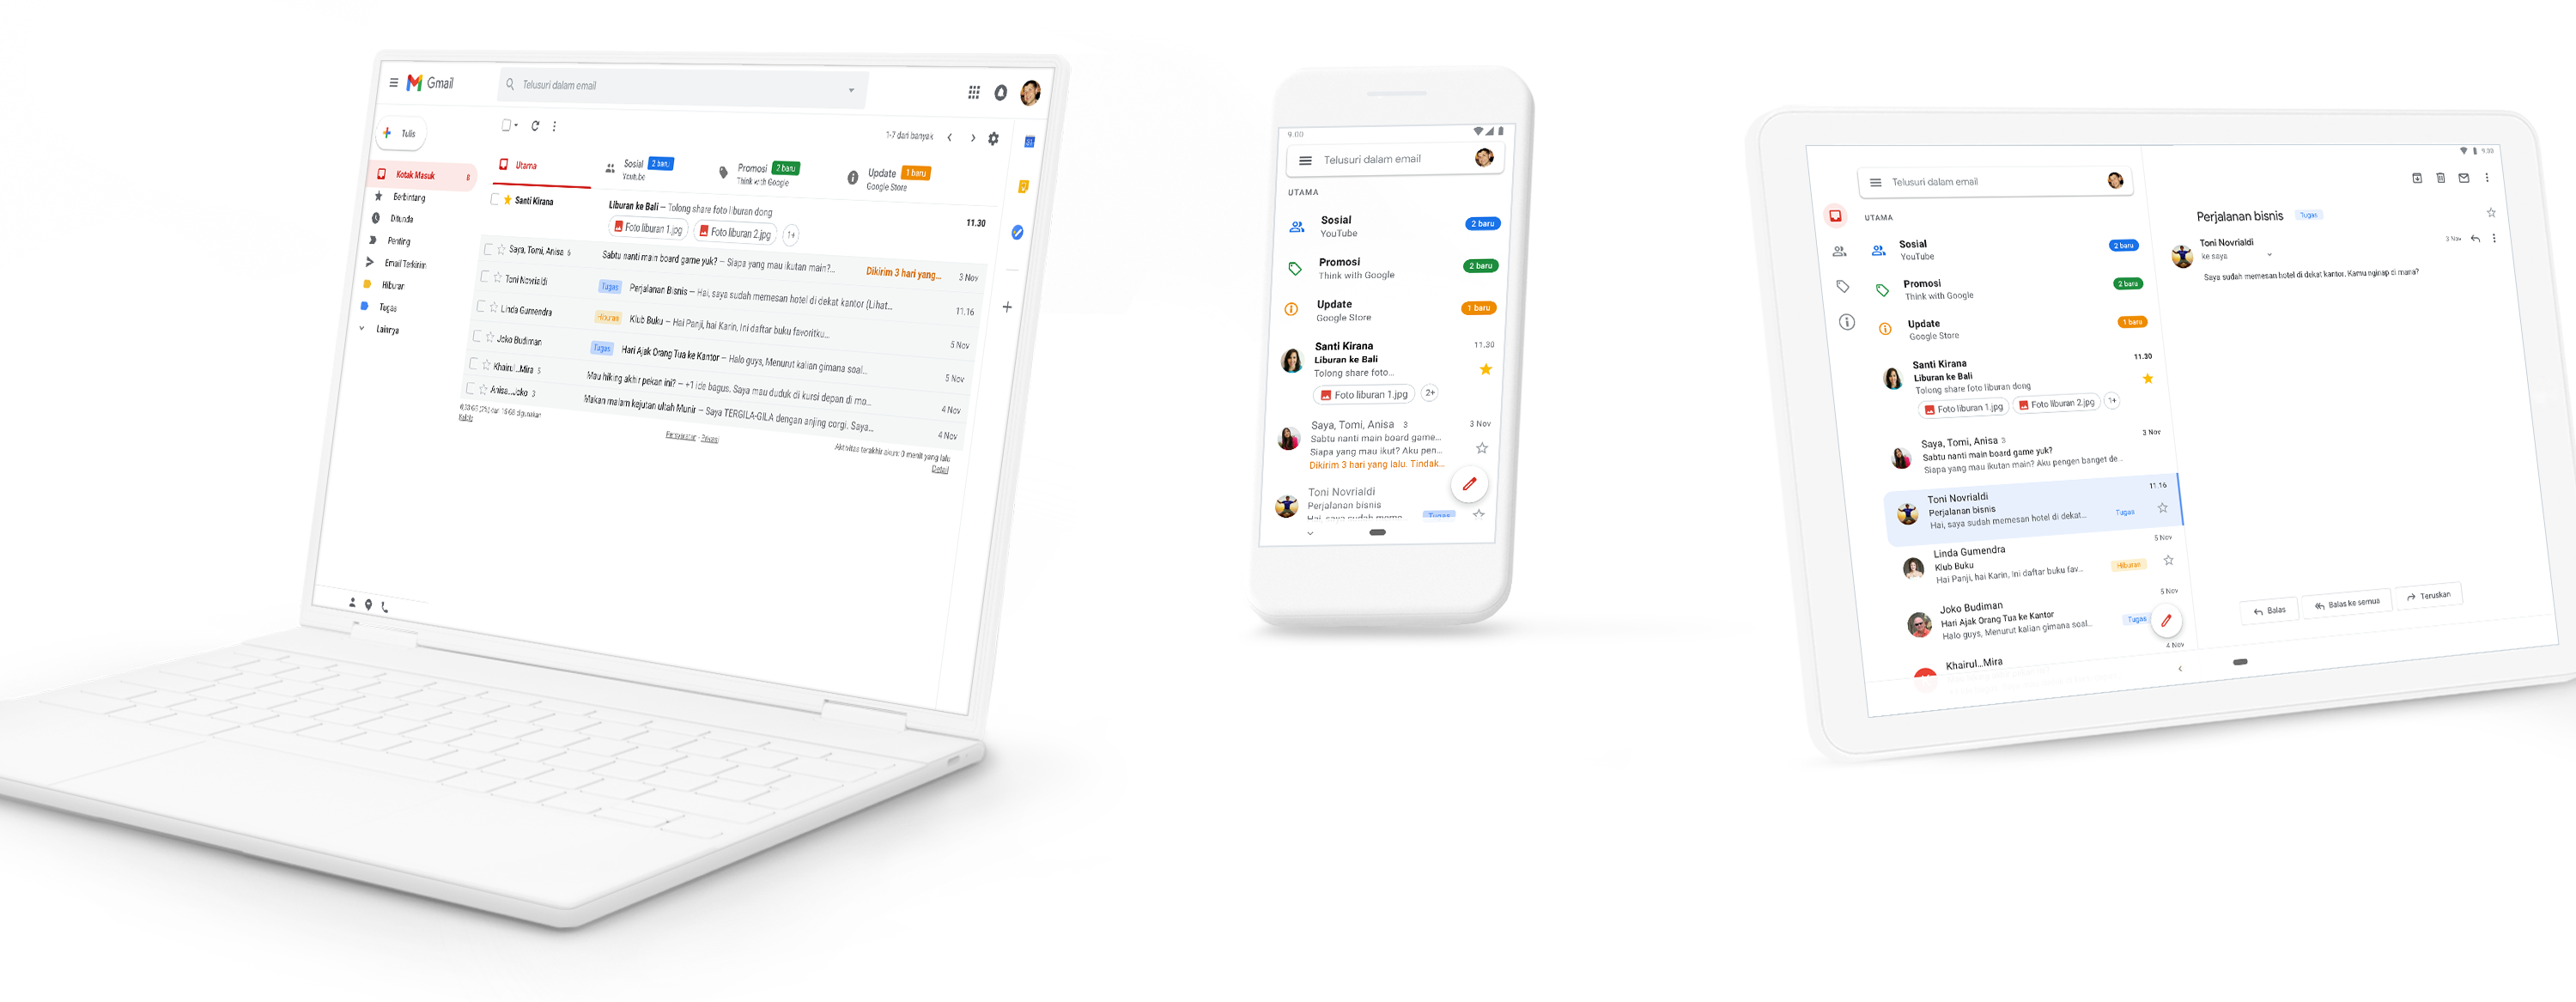 Gmail
Telusuri dalam email
Tulis
1-7 dari banyak
Kotak Masuk 8
Berbintang
Ditunda
Penting
Email Terkirim
Hiburan
Tugas
Lainnya
Utama
Sosial 2 baru
Youtube
Promosi 2 baru
Think with Google
Update 1 baru
Google Store
Santi Kirana Liburan ke Bali – Tolong share foto liburan dong 11.30
Foto liburan 1.jpg Foto liburan 2.jpg 1+
Saya, Tomi, Anisa 6 Sabtu nanti main board game yuk? – Siapa yang mau ikutan main?... Dikirim 3 hari yang... 3 Nov
Toni Novrialdi Tugas Perjalanan Bisnis – Hai, saya sudah memesan hotel di dekat kantor (Lihat... 11.16
Linda Gumendra Hiburan Klub Buku – Hai Panji, hai Karin, Ini daftar buku favoritku... 5 Nov
Joko Budiman Tugas Hari Ajak Orang Tua ke Kantor – Halo guys, Menurut kalian gimana soal... 5 Nov
Khairul...Mira 5 Mau hiking akhir pekan ini? – +1 ide bagus. Saya mau duduk di kursi depan di mo... 4 Nov
Anisa...Joko 3 Makan malam kejutan ultah Munir – Saya TERGILA-GILA dengan anjing corgi. Saya... 4 Nov
digunakan
Kelola
Persyaratan - Privasi
Aktivitas terakhir akun: 0 menit yang lalu
Detail
9.00
Telusuri dalam email
UTAMA
Sosial 2 baru
YouTube
Promosi 2 baru
Think with Google
Update 1 baru
Google Store
Santi Kirana 11.30
Liburan ke Bali
Tolong share foto...
Foto liburan 1.jpg 2+
Saya, Tomi, Anisa 3 3 Nov
Sabtu nanti main board game...
Siapa yang mau ikut? Aku pen...
Dikirim 3 hari yang lalu. Tindak...
Toni Novrialdi
Perjalanan bisnis
Hai, saya sudah meme... Tugas
9.00
Telusuri dalam email
UTAMA
Sosial 2 baru
YouTube
Promosi 2 baru
Think with Google
Update 1 baru
Google Store
Santi Kirana 11.30
Liburan ke Bali
Tolong share foto liburan dong
Foto liburan 1.jpg Foto liburan 2.jpg 1+
Saya, Tomi, Anisa 3 3 Nov
Sabtu nanti main board game yuk?
Siapa yang mau ikutan main? Aku pengen banget de...
Toni Novrialdi 11.16
Perjalanan bisnis
Hai, saya sudah memesan hotel di dekat... Tugas
Linda Gumendra 5 Nov
Klub Buku
Hai Panji, hai Karin, Ini daftar buku fav... Hiburan
Joko Budiman 5 Nov
Hari Ajak Orang Tua ke Kantor
Halo guys, Menurut kalian gimana soal... Tugas
Khairul...Mira 4 Nov
Perjalanan bisnis Tugas
Toni Novrialdi 3 Nov
ke saya
Saya sudah memesan hotel di dekat kantor. Kamu nginap di mana?
Balas Balas ke semua Teruskan